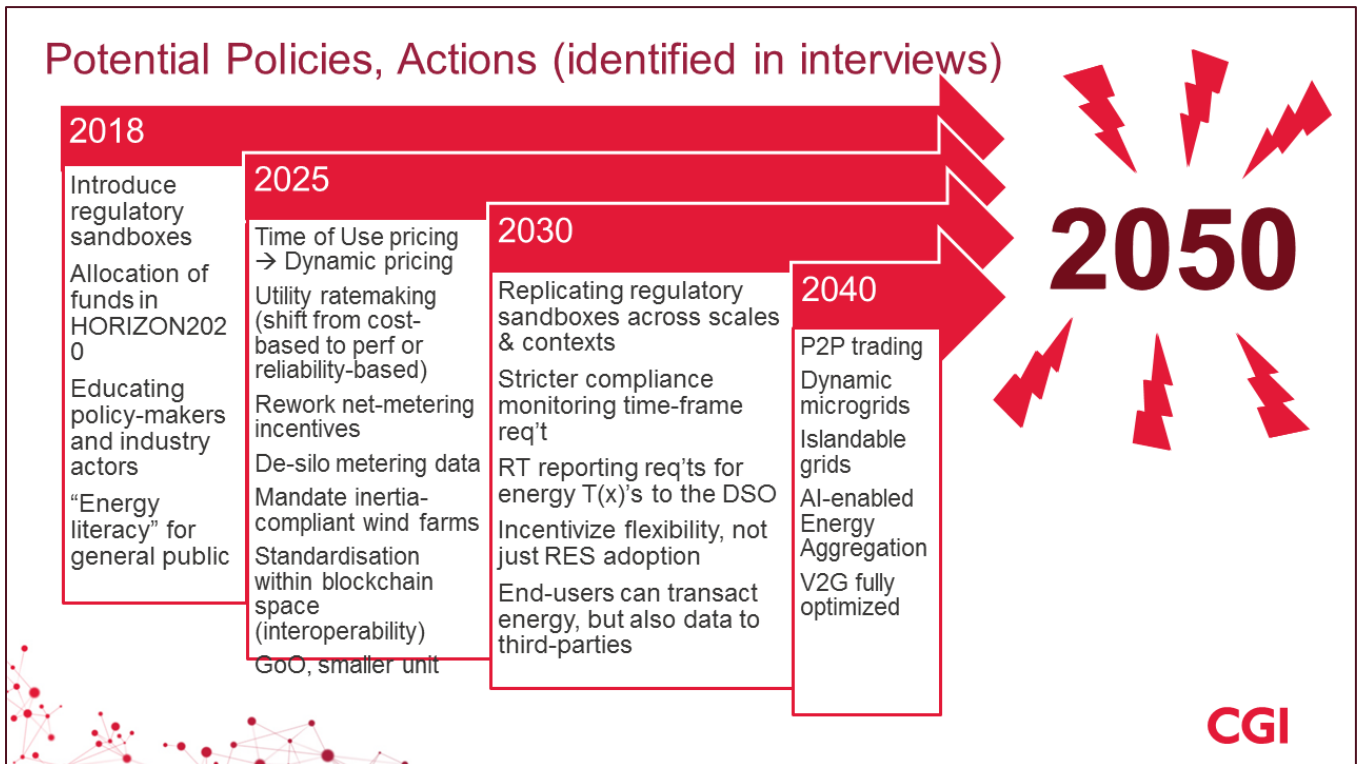 Potential Policies, Actions (identified in interviews)
2018
Introduce
regulatory
sandboxes
Allocation of
funds in
HORIZON202
0
Educating
policy-makers
and industry
actors
“Energy
literacy” for
general public
2025
Time of Use pricing
→ Dynamic pricing
Utility ratemaking
(shift from cost-
based to perf or
reliability-based)
Rework net-metering
incentives
De-silo metering data
Mandate inertia-
compliant wind farms
Standardisation
within blockchain
space
(interoperability)
GoO, smaller unit
2030
Replicating regulatory
sandboxes across scales
& contexts
Stricter compliance
monitoring time-frame
req’t
RT reporting req’ts for
energy T(x)’s to the DSO
Incentivize flexibility, not
just RES adoption
End-users can transact
energy, but also data to
third-parties
2040
P2P trading
Dynamic
microgrids
Islandable
grids
AI-enabled
Energy
Aggregation
V2G fully
optimized
2050
CGI